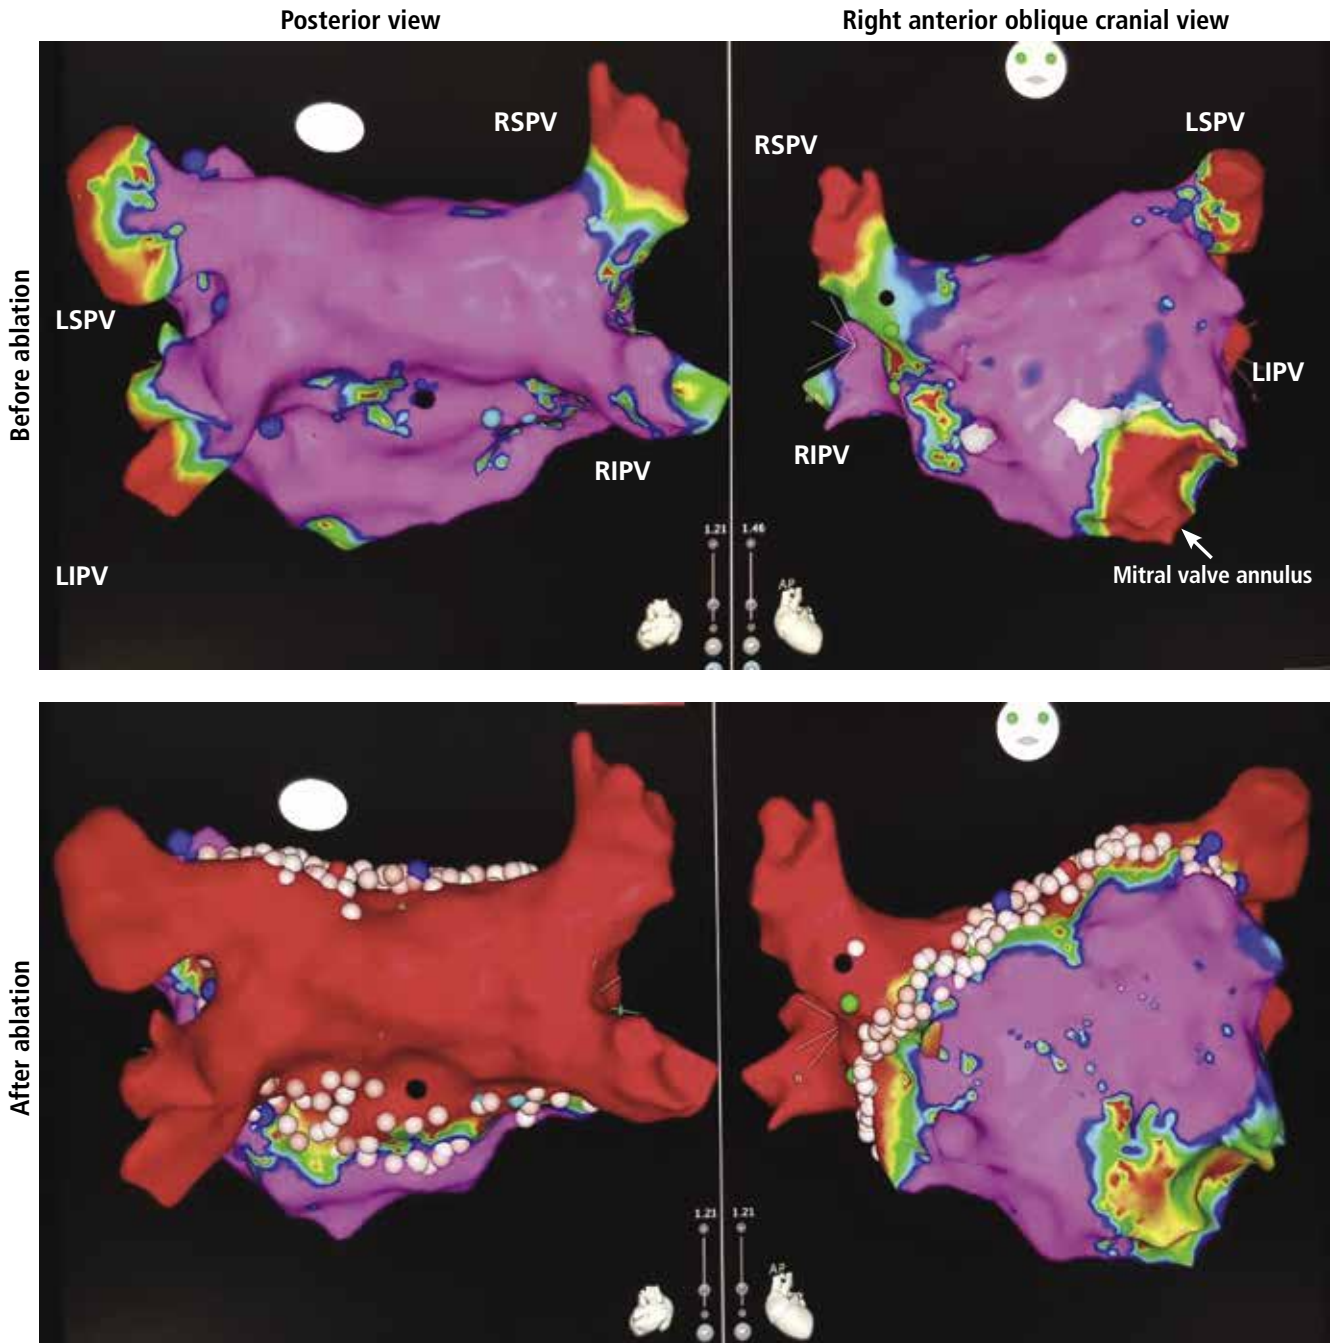 Posterior view
Right anterior oblique cranial view
Before ablation
RSPV
LSPV
RSPV
LSPV
LIPV
RIPV
RIPV
LIPV
1.21
1.46
AP
Mitral valve annulus
After ablation
1.21
1.21
AP